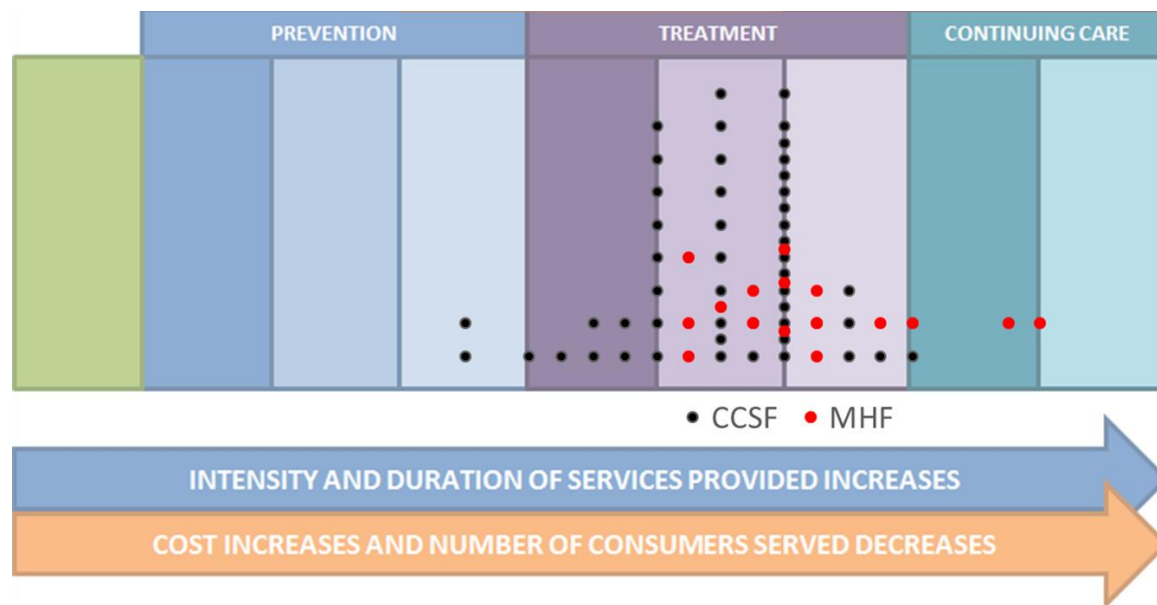 PREVENTION
TREATMENT
CONTINUING CARE
CCSF
MHF
INTENSITY AND DURATION OF SERVICES PROVIDED INCREASES
COST INCREASES AND NUMBER OF CONSUMERS SERVED DECREASES